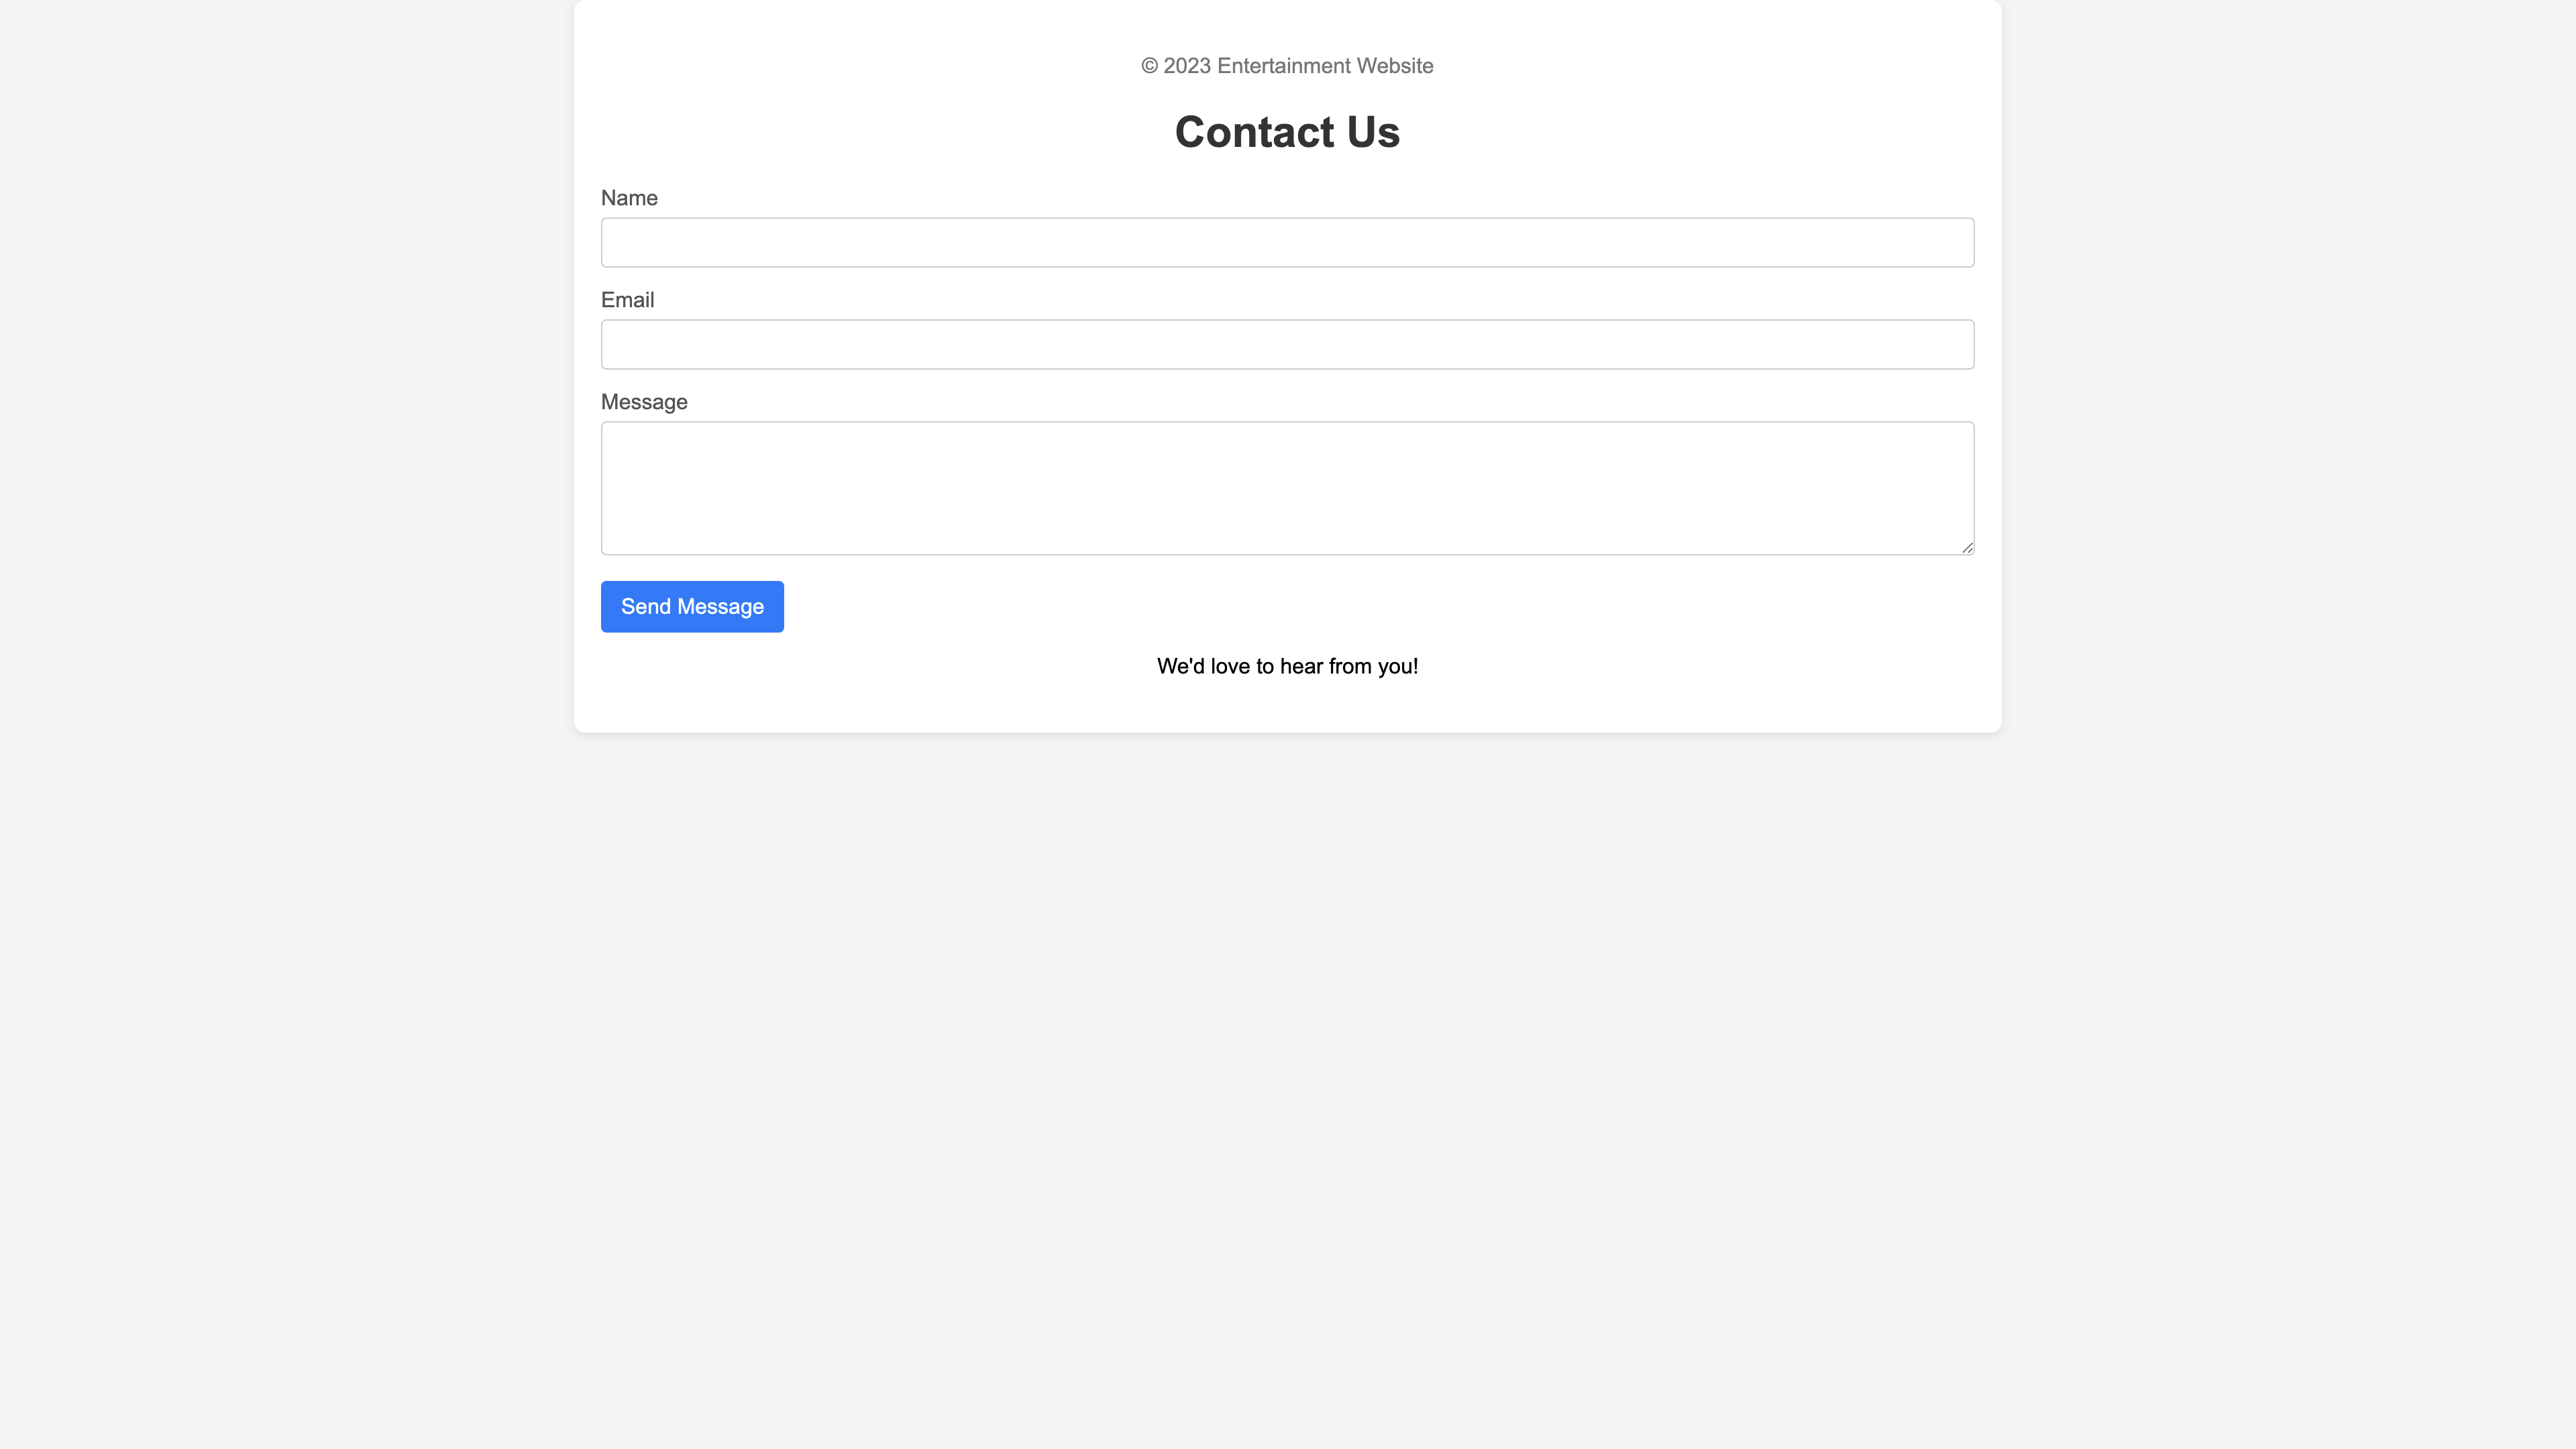 © 2023 Entertainment Website
Contact Us
Name
Email
Message
Send Message
We'd love to hear from you!